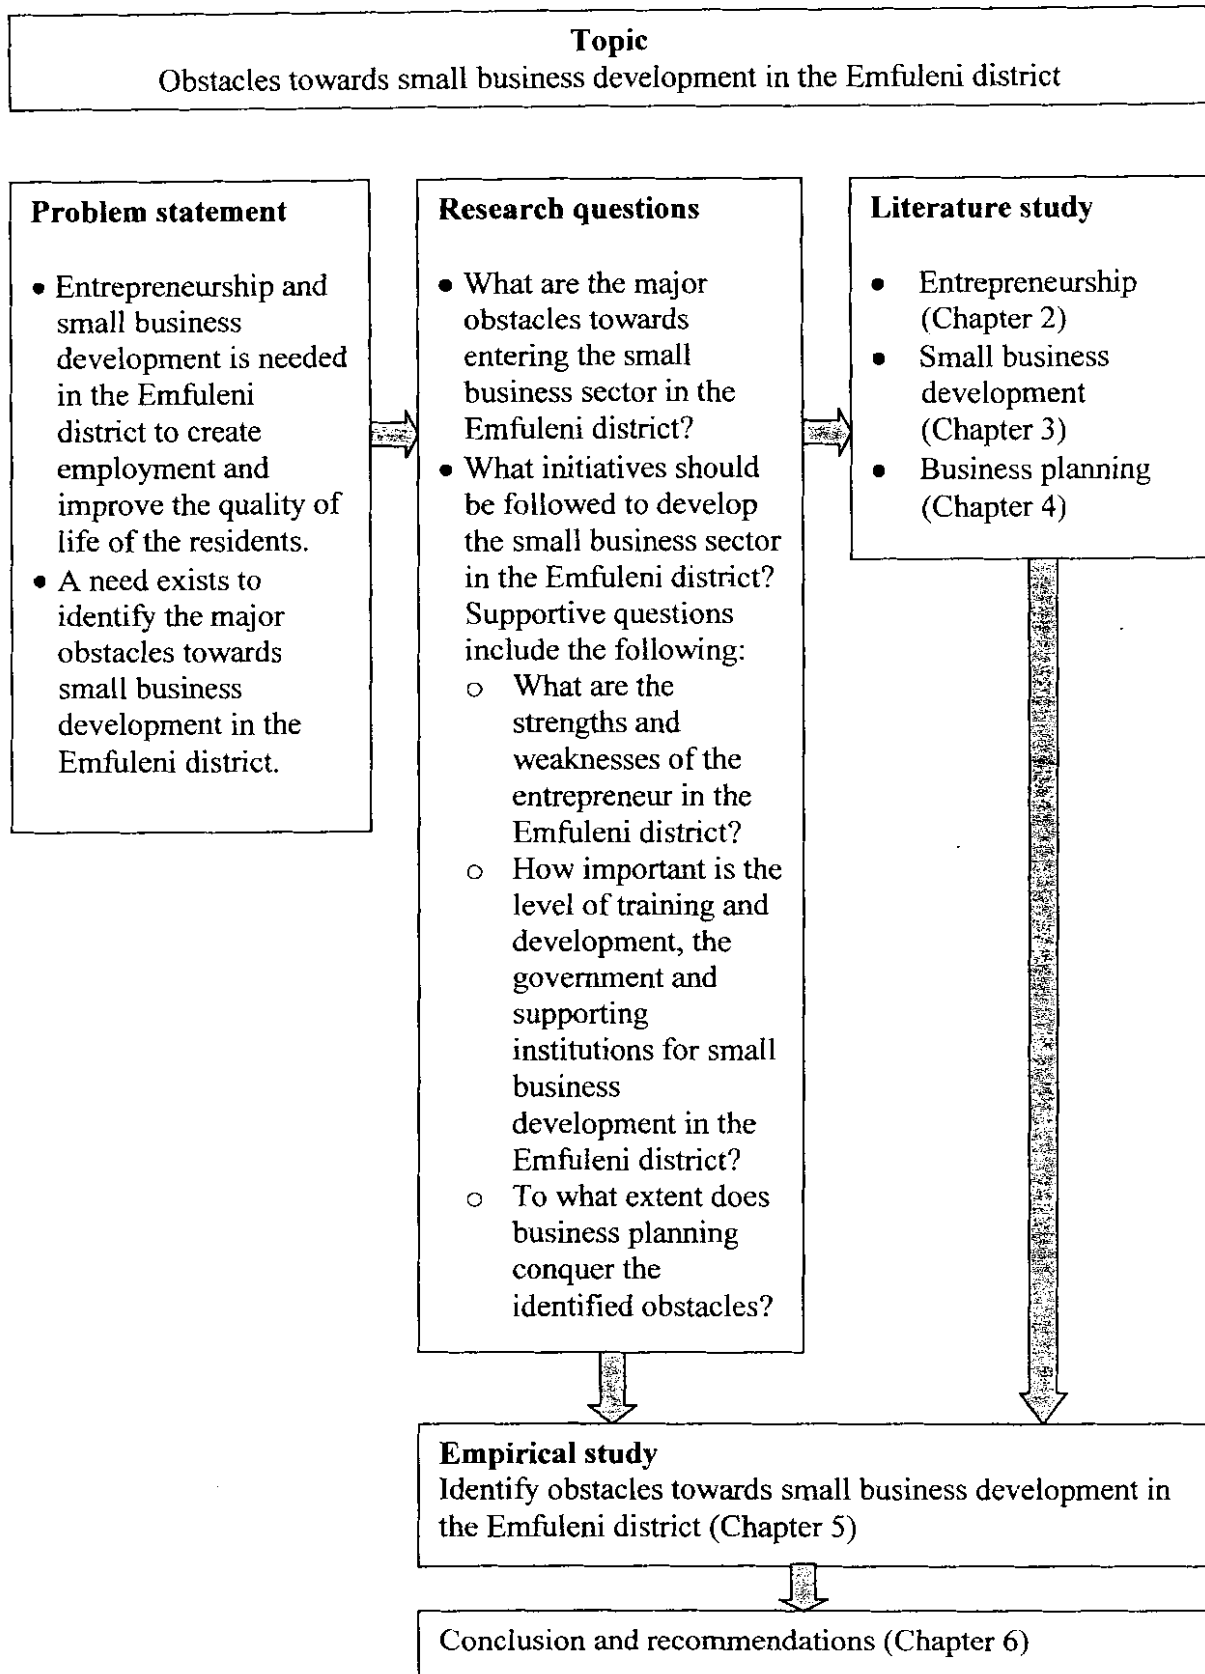 Topic
Obstacles towards small business development in the Emfuleni district
Problem statement
• Entrepreneurship and
small business
development is needed
in the Emfuleni
district to create
employment and
improve the quality of
life of the residents.
• A need exists to
identify the major
obstacles towards
small business
development in the
Emfuleni district.
Research questions
• What are the major
obstacles towards
entering the small
business sector in the
Emfuleni district?
• What initiatives should
be followed to develop
the small business sector
in the Emfuleni district?
Supportive questions
include the following:
o What are the
strengths and
weaknesses of the
entrepreneur in the
Emfuleni district?
o How important is the
level of training and
development, the
government and
supporting
institutions for small
business
development in the
Emfuleni district?
o To what extent does
business planning
conquer the
identified obstacles?
Literature study
• Entrepreneurship
(Chapter 2)
• Small business
development
(Chapter 3)
• Business planning
(Chapter 4)
Empirical study
Identify obstacles towards small business development in
the Emfuleni district (Chapter 5)
Conclusion and recommendations (Chapter 6)